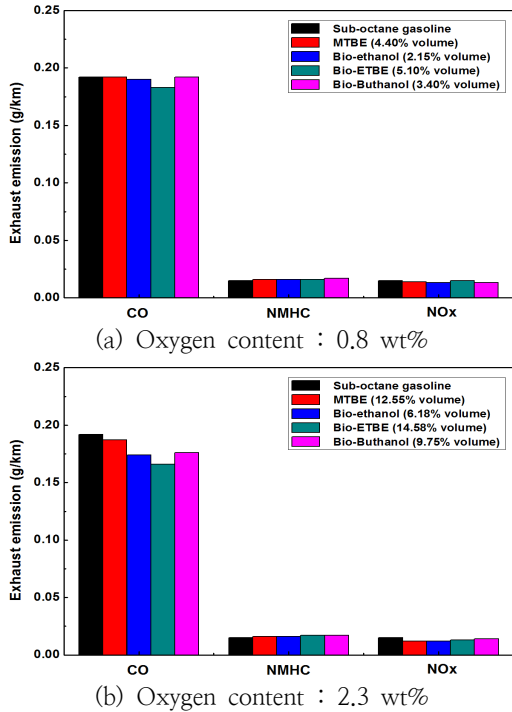 Sub-octane gasoline
MTBE (4.40% volume)
Bio-ethanol (2.15% volume)
Bio-ETBE (5.10% volume)
Bio-Buthanol (3.40% volume)
Exhaust emission (g/km)
0.25
0.20
0.15
0.10
0.05
0.00
CO NMHC NOx
(a) Oxygen content : 0.8 wt%
Sub-octane gasoline
MTBE (12.55% volume)
Bio-ethanol (6.18% volume)
Bio-ETBE (14.58% volume)
Bio-Buthanol (9.75% volume)
Exhaust emission (g/km)
0.25
0.20
0.15
0.10
0.05
0.00
CO NMHC NOx
(b) Oxygen content : 2.3 wt%